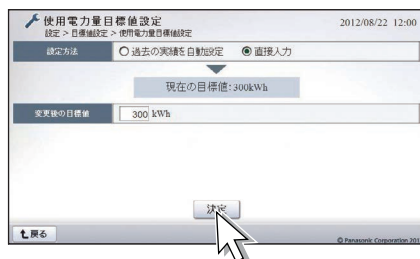 使用電力量目標値設定
2012/08/22 12:00
設定 > 目標値設定 > 使用電力量目標値設定
設定方法 過去の実績を自動設定 直接入力
現在の目標値:300kWh
変更後の目標値 300 kWh
決定
戻る
© Panasonic Corporation 201